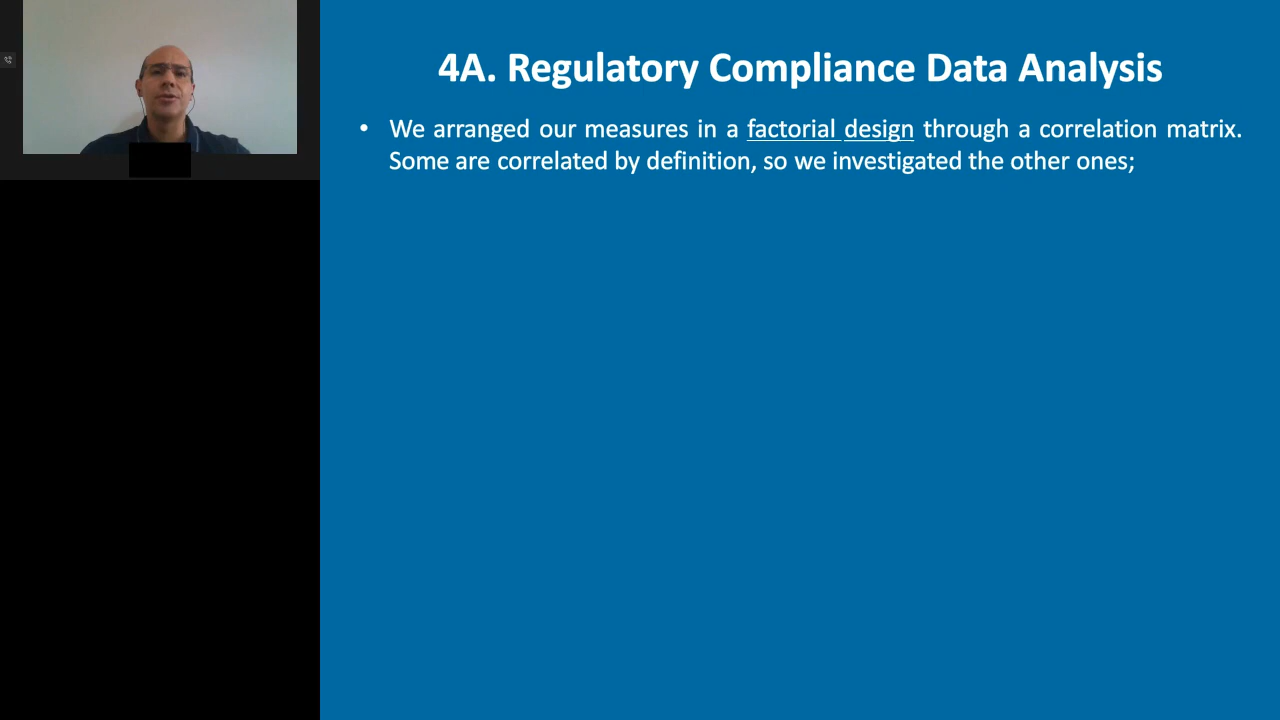 4A. Regulatory Compliance Data Analysis
• We arranged our measures in a factorial design through a correlation matrix.
Some are correlated by definition, so we investigated the other ones;